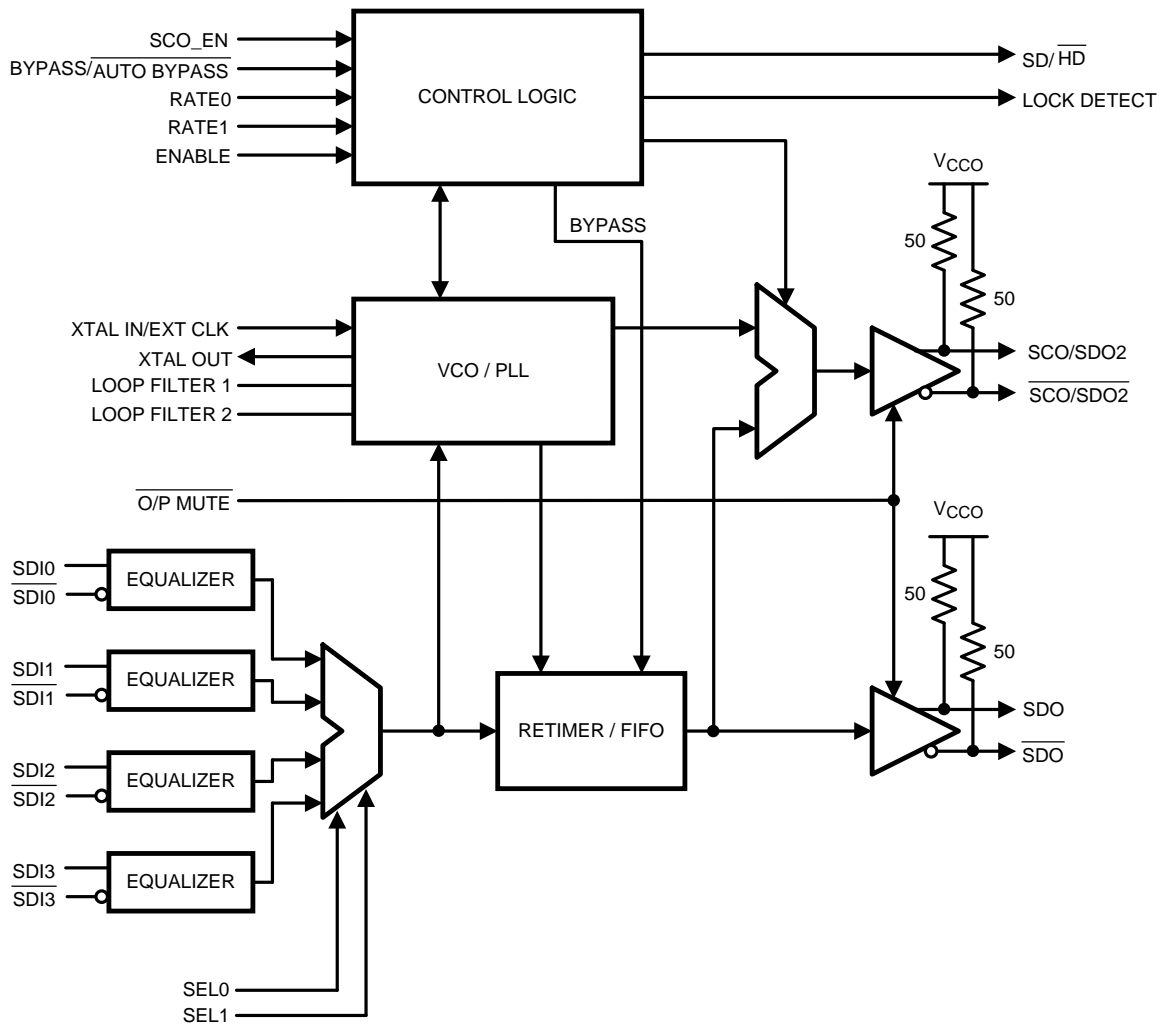 SCO_EN
BYPASS/AUTO BYPASS
RATE0
RATE1
ENABLE
CONTROL LOGIC
SD/HD
LOCK DETECT
BYPASS
VCCO
50
50
XTAL IN/EXT CLK
XTAL OUT
LOOP FILTER 1
LOOP FILTER 2
VCO / PLL
SCO/SDO2
SCO/SDO2
O/P MUTE
VCCO
50
50
SDI0
SDI0
EQUALIZER
SDI1
SDI1
EQUALIZER
SDI2
SDI2
EQUALIZER
SDI3
SDI3
EQUALIZER
RETIMER / FIFO
SDO
SDO
SEL0
SEL1